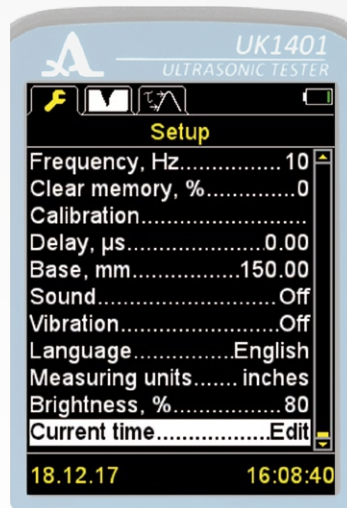 UK1401
ULTRASONIC TESTER
Setup
Frequency, Hz................ 10
Clear memory, %..............0
Calibration..........................
Delay, µs.....................0.00
Base, mm.................150.00
Sound............................Off
Vibration.........................Off
Language................English
Measuring units....... inches
Brightness, %................. 80
Current time..................Edit
18.12.17 16:08:40